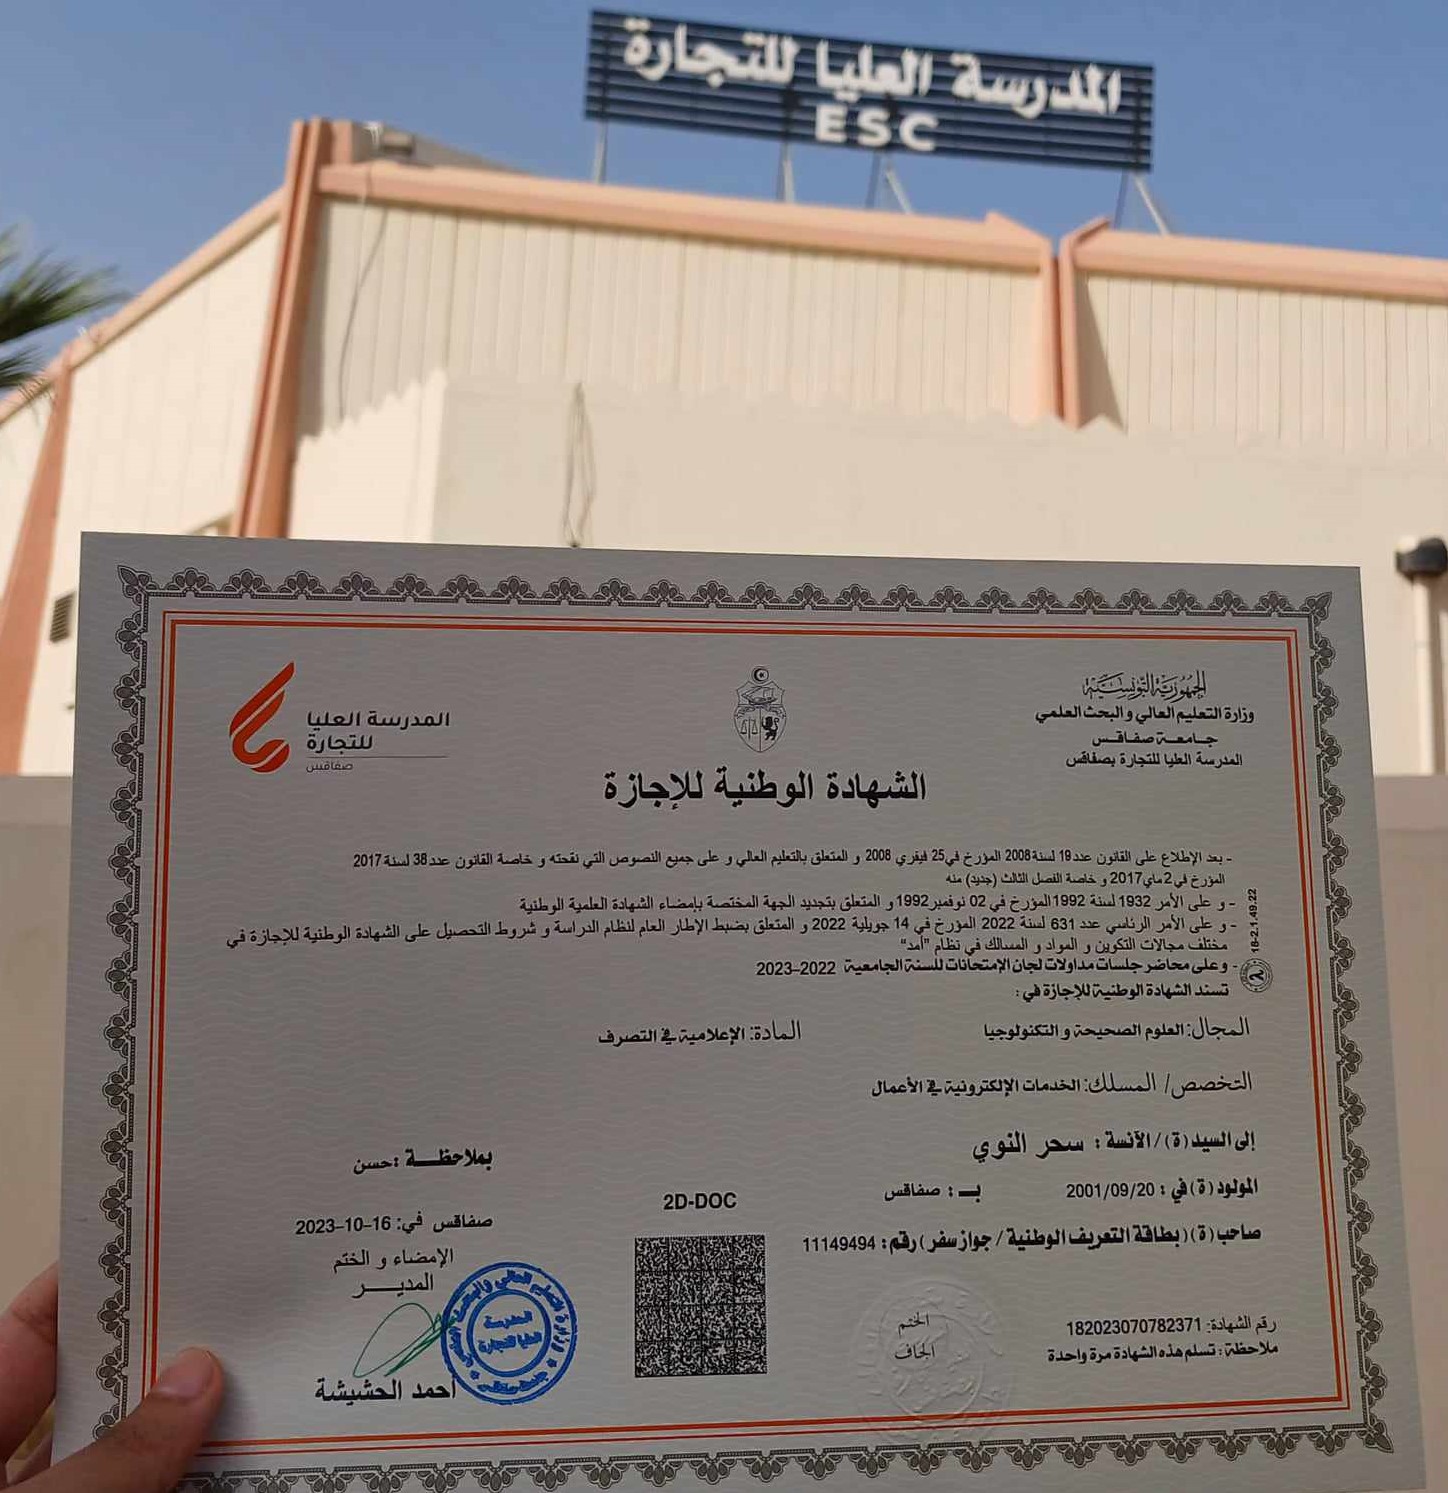 المدرسة العليا للتجارة
ESC
الجمهورية التونسية
وزارة التعليم العالي و البحث العلمي
جامعة صفاقس
المدرسة العليا للتجارة بصفاقس
المدرسة العليا
للتجارة
صفاقس
الشهادة الوطنية للإجازة
- بعد الإطلاع على القانون عدد 19 لسنة 2008 المؤرخ في 25 فيفري 2008 و المتعلق بالتعليم العالي و على جميع النصوص التي نقحته و خاصة القانون عدد 38 لسنة 2017
المؤرخ في 2 ماي 2017 و خاصة الفصل الثالث (جديد) منه
- و على الأمر 1932 لسنة 1992 المؤرخ في 02 نوفمبر 1992 و المتعلق بتجديد الجهة المختصة بإمضاء الشهادة العلمية الوطنية
- و على الأمر الرئاسي عدد 631 لسنة 2022 المؤرخ في 14 جويلية 2022 و المتعلق بضبط الإطار العام لنظام الدراسة و شروط التحصيل على الشهادة الوطنية للإجازة في
مختلف مجالات التكوين و المواد و المسالك في نظام "أمد"
- و على محاضر جلسات مداولات لجان الإمتحانات للسنة الجامعية 2022-2023
تسند الشهادة الوطنية للإجازة في :
18-2.1.49.22
المجال: العلوم الصحيحة و التكنولوجيا
المادة: الإعلامية في التصرف
التخصص/ المسلك: الخدمات الإلكترونية في الأعمال
إلى السيد (ة) / الآنسة : سحر النوي
بملاحظة : حسن
المولود (ة) في : 2001/09/20 بـ : صفاقس
صاحب (ة) (بطاقة التعريف الوطنية / جواز سفر) رقم : 11149494
2D-DOC
صفاقس في: 16-10-2023
الإمضاء و الختم
المديـــر
أحمد الحشيشة
المدرسة
العليا للتجارة
الختم
الجاف
رقم الشهادة: 182023070782371
ملاحظة : تسلم هذه الشهادة مرة واحدة